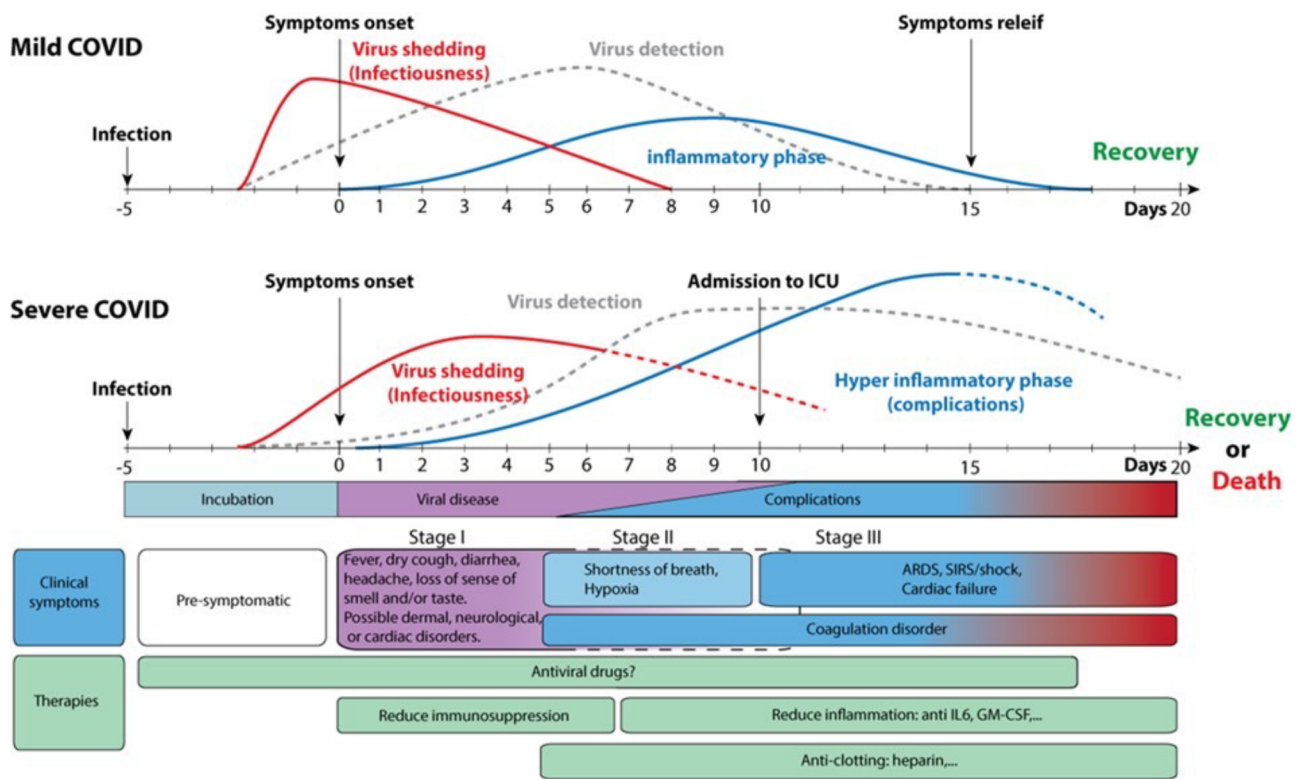 Mild COVID
Symptoms onset
Virus shedding
(Infectiousness)
Virus detection
Symptoms releif
Infection
inflammatory phase
Recovery
-5 0 1 2 3 4 5 6 7 8 9 10 15 Days 20
Severe COVID
Symptoms onset
Virus detection
Admission to ICU
Infection
Virus shedding
(Infectiousness)
Hyper inflammatory phase
(complications)
Recovery
or
Death
-5 0 1 2 3 4 5 6 7 8 9 10 15 Days 20
Incubation
Viral disease
Complications
Stage I
Stage II
Stage III
Clinical
symptoms
Pre-symptomatic
Fever, dry cough, diarrhea,
headache, loss of sense of
smell and/or taste.
Possible dermal, neurological,
or cardiac disorders.
Shortness of breath,
Hypoxia
ARDS, SIRS/shock,
Cardiac failure
Coagulation disorder
Therapies
Antiviral drugs?
Reduce immunosuppression
Reduce inflammation: anti IL6, GM-CSF,...
Anti-clotting: heparin,...